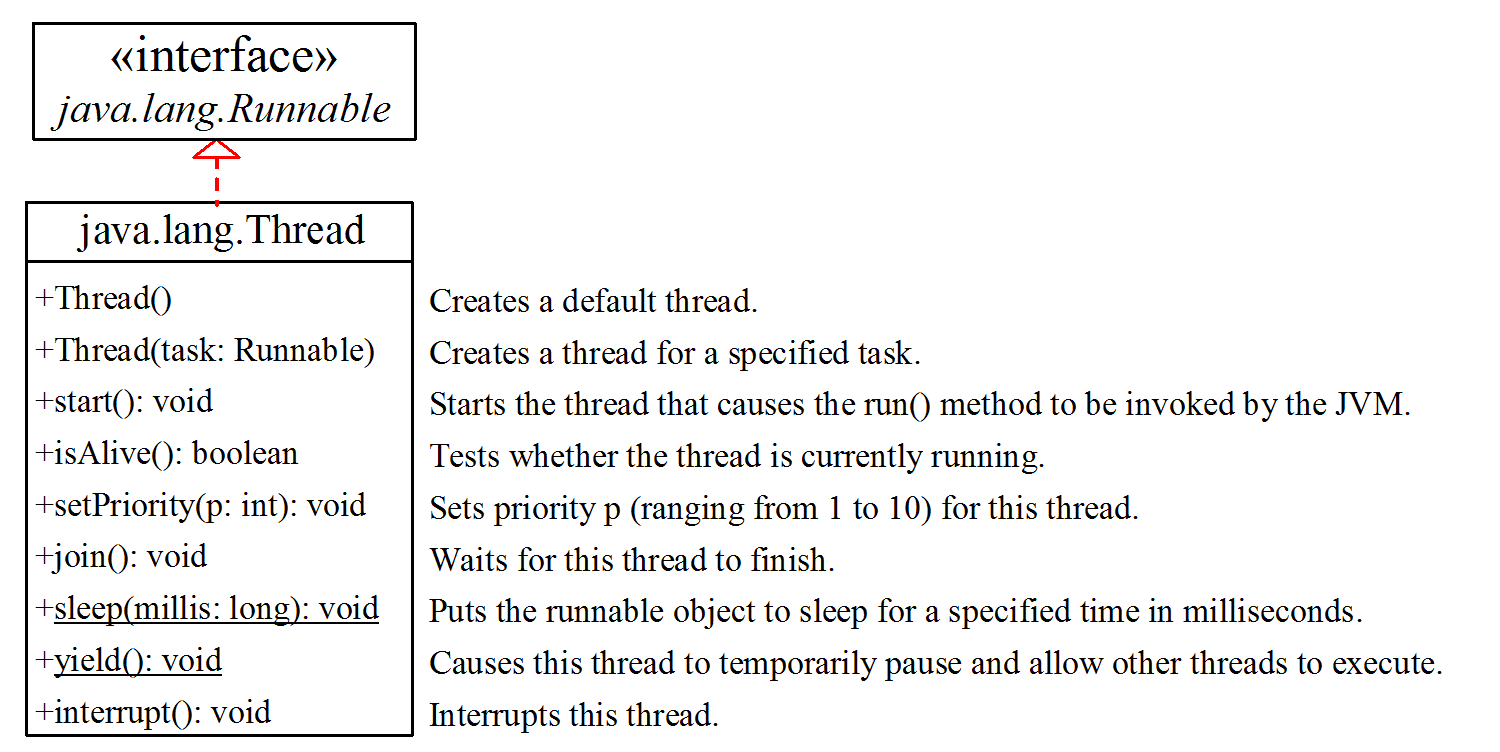 «interface»
java.lang.Runnable
java.lang.Thread
+Thread() Creates a default thread.
+Thread(task: Runnable) Creates a thread for a specified task.
+start(): void Starts the thread that causes the run() method to be invoked by the JVM.
+isAlive(): boolean Tests whether the thread is currently running.
+setPriority(p: int): void Sets priority p (ranging from 1 to 10) for this thread.
+join(): void Waits for this thread to finish.
+sleep(millis: long): void Puts the runnable object to sleep for a specified time in milliseconds.
+yield(): void Causes this thread to temporarily pause and allow other threads to execute.
+interrupt(): void Interrupts this thread.